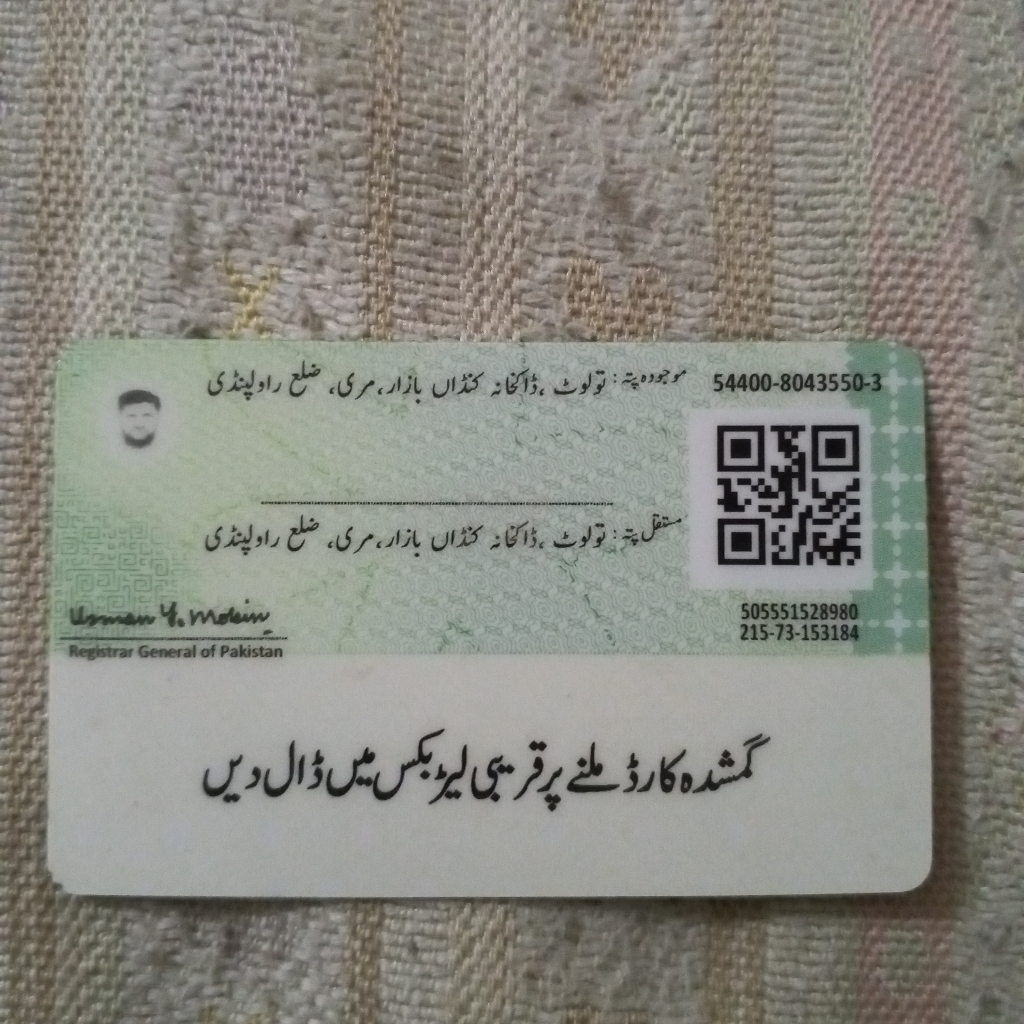 موجودہ پتہ: تولوٹ ،ڈاکخانہ کنڈاں بازار،مری، ضلع راولپنڈی
54400-8043550-3
مستقل پتہ: تولوٹ ،ڈاکخانہ کنڈاں بازار،مری، ضلع راولپنڈی
505551528980
215-73-153184
Usman Y. Mobin
Registrar General of Pakistan
گمشدہ کارڈ ملنے پر قریبی لیٹر بکس میں ڈال دیں